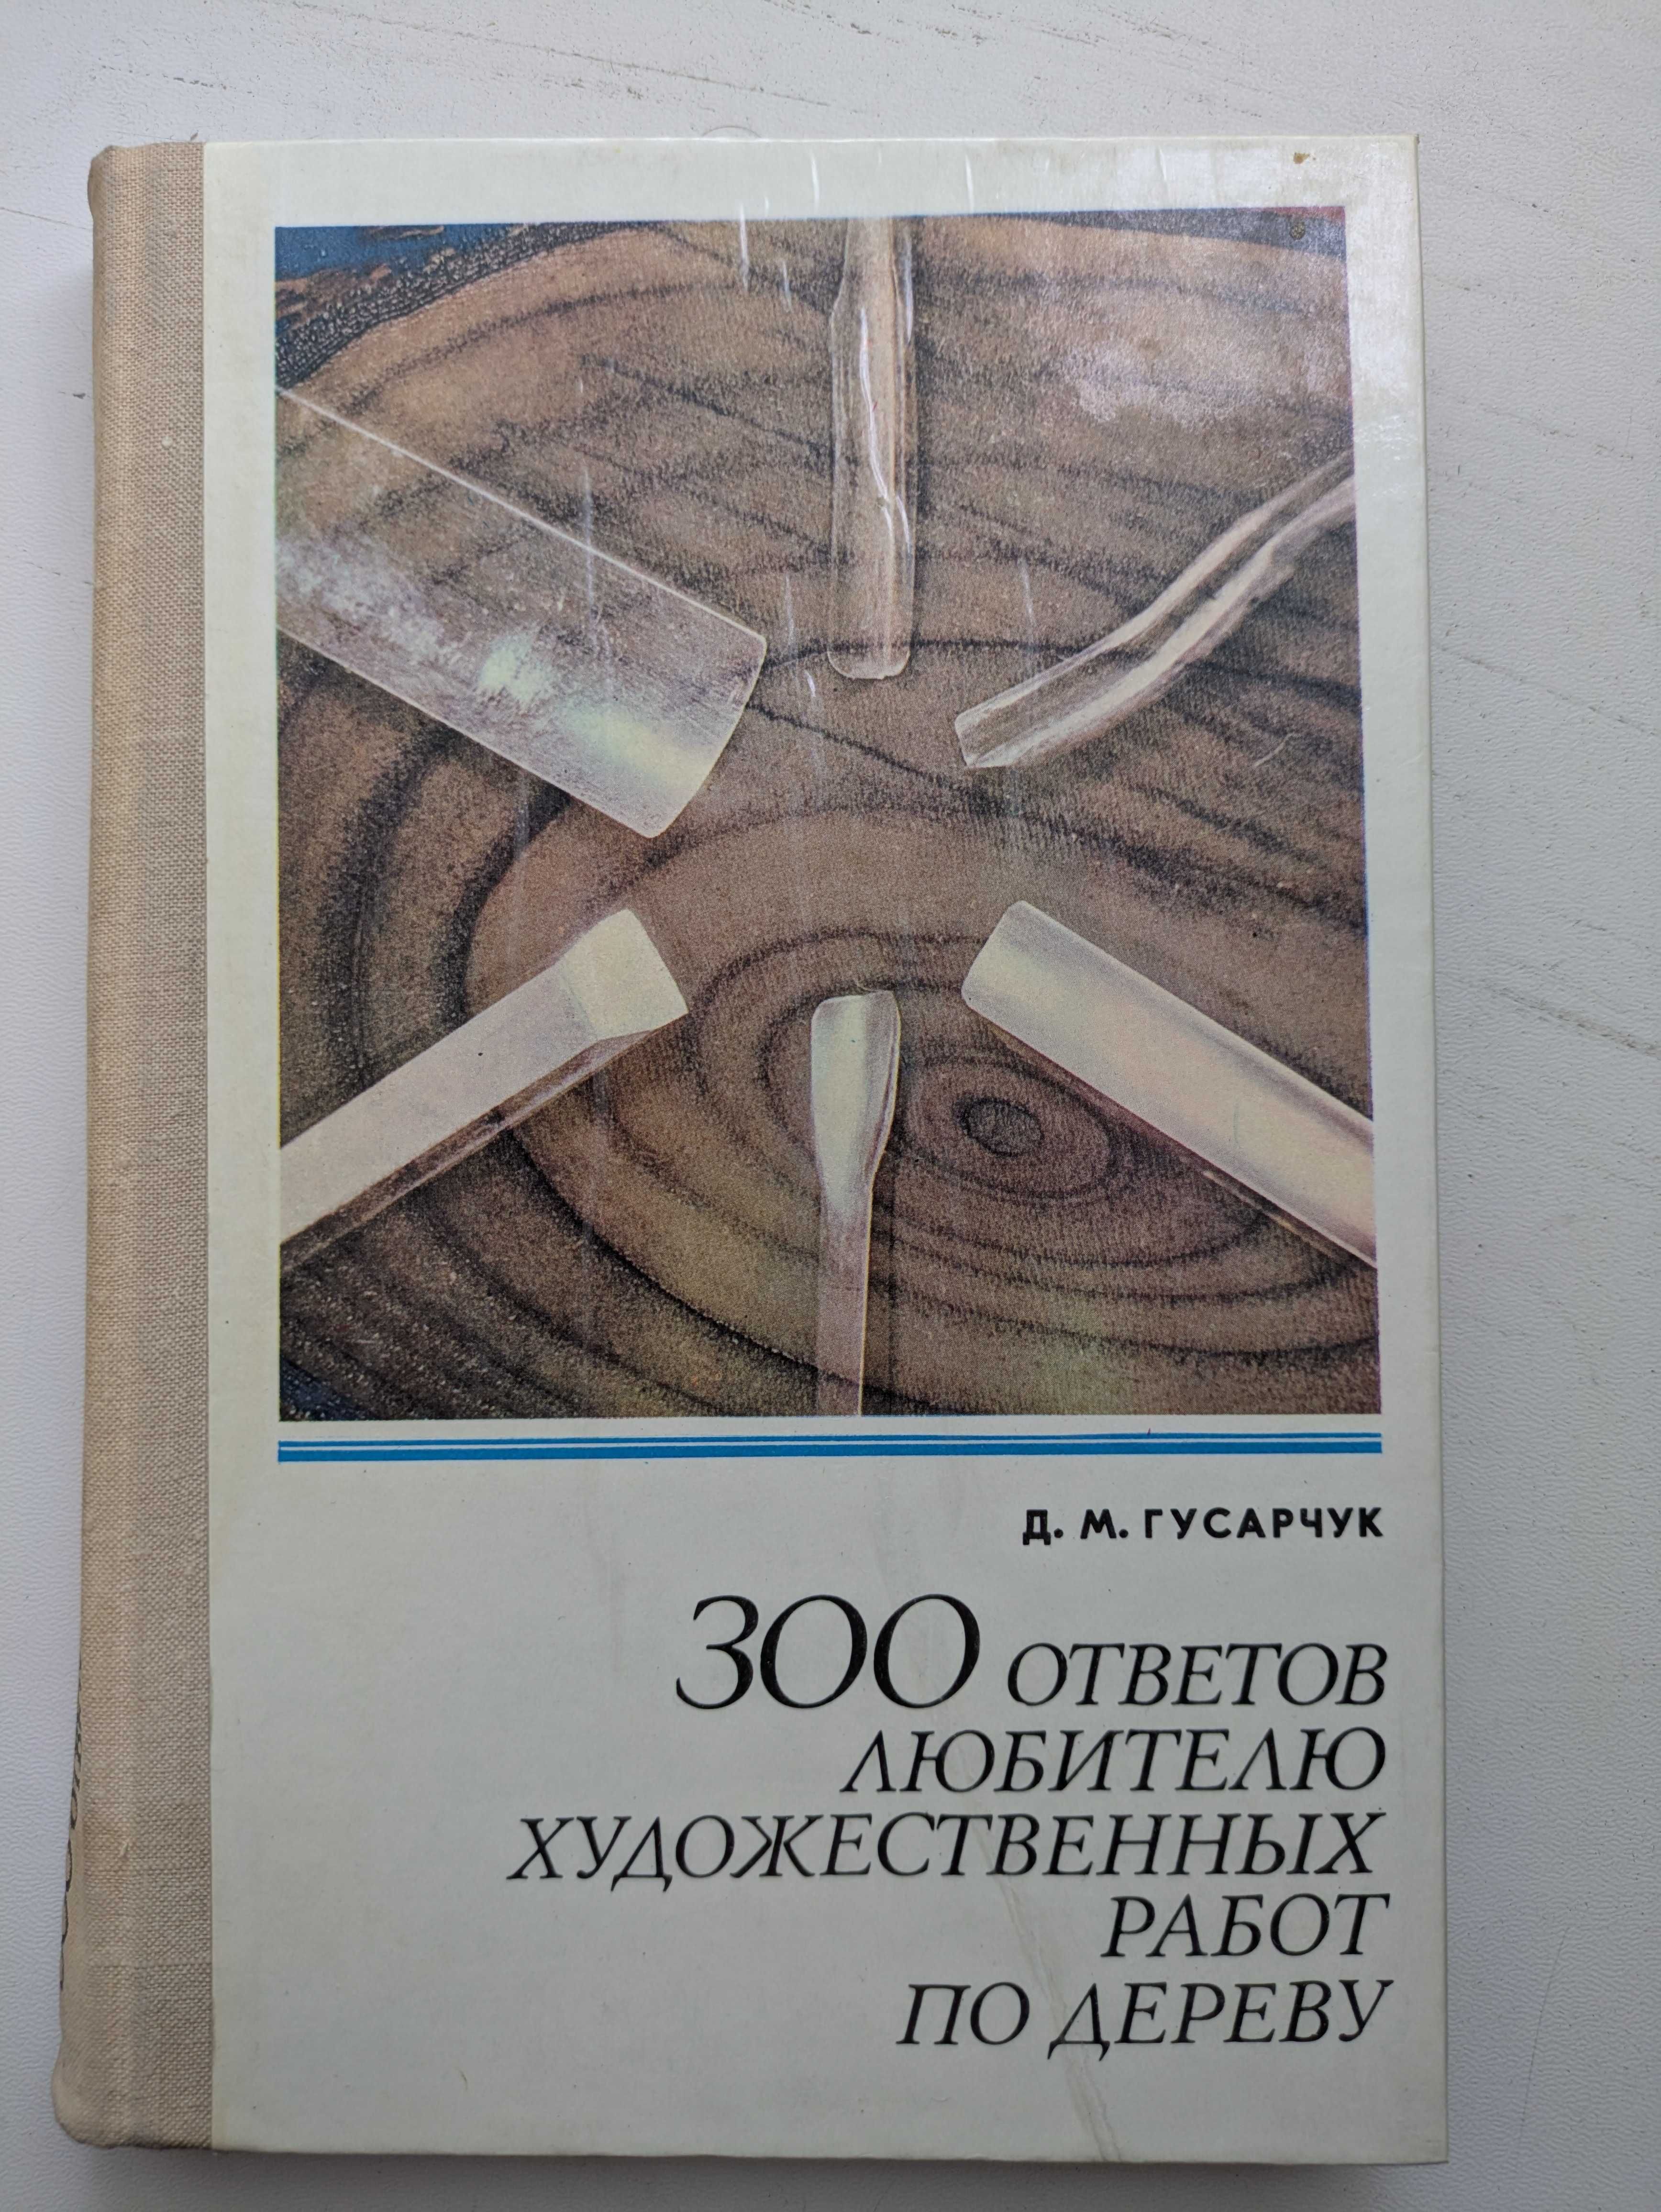 Д. М. ГУСАРЧУК
300 ОТВЕТОВ
ЛЮБИТЕЛЮ
ХУДОЖЕСТВЕННЫХ
РАБОТ
ПО ДЕРЕВУ